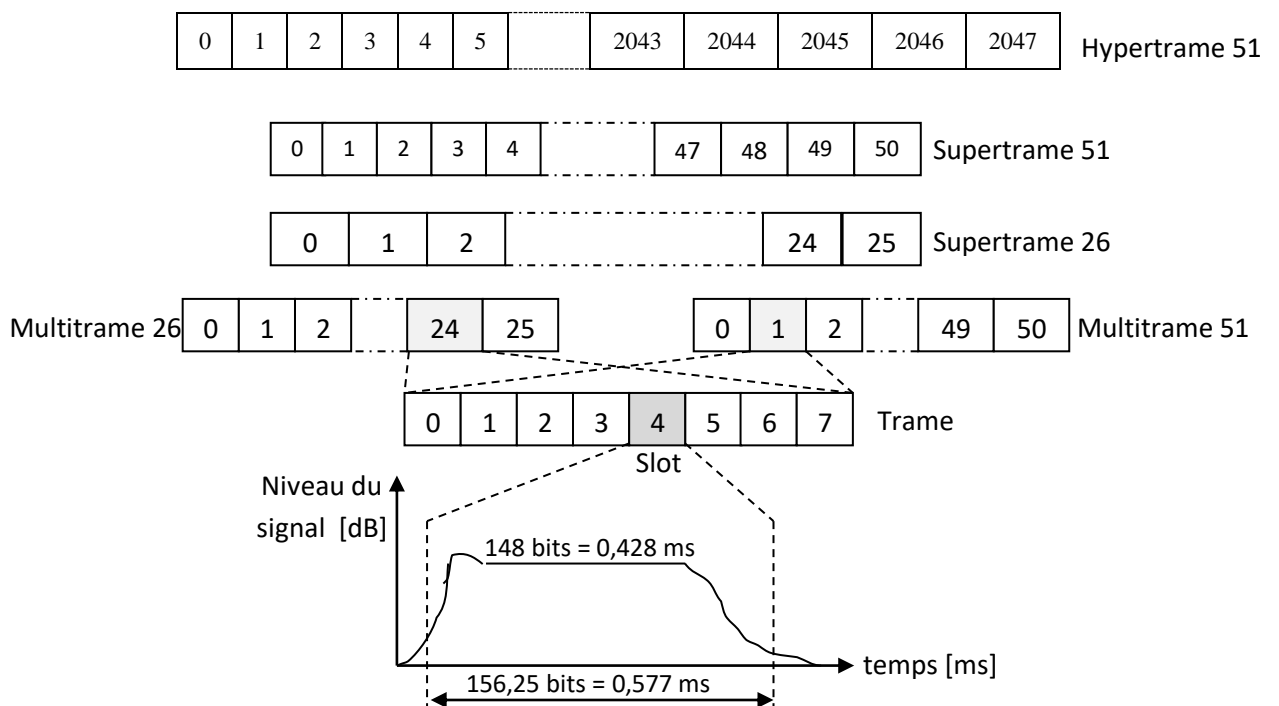 0 1 2 3 4 5 2043 2044 2045 2046 2047 Hypertrame 51
0 1 2 3 4 47 48 49 50 Supertrame 51
0 1 2 24 25 Supertrame 26
Multitrame 26 0 1 2 24 25 0 1 2 49 50 Multitrame 51
0 1 2 3 4 5 6 7 Trame
Slot
Niveau du
signal [dB]
148 bits = 0,428 ms
temps [ms]
156,25 bits = 0,577 ms